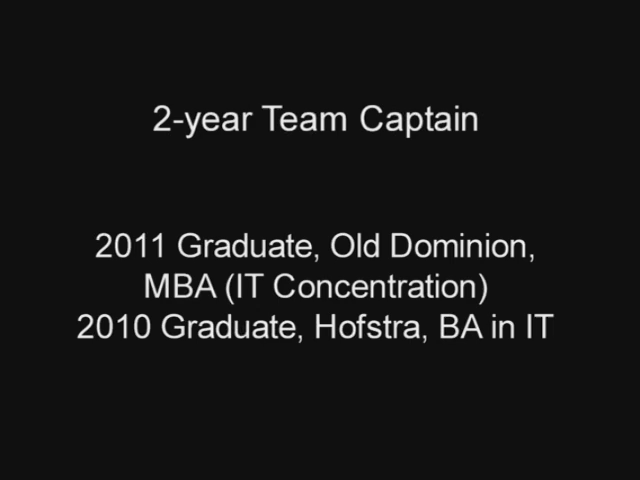 2-year Team Captain
2011 Graduate, Old Dominion,
MBA (IT Concentration)
2010 Graduate, Hofstra, BA in IT